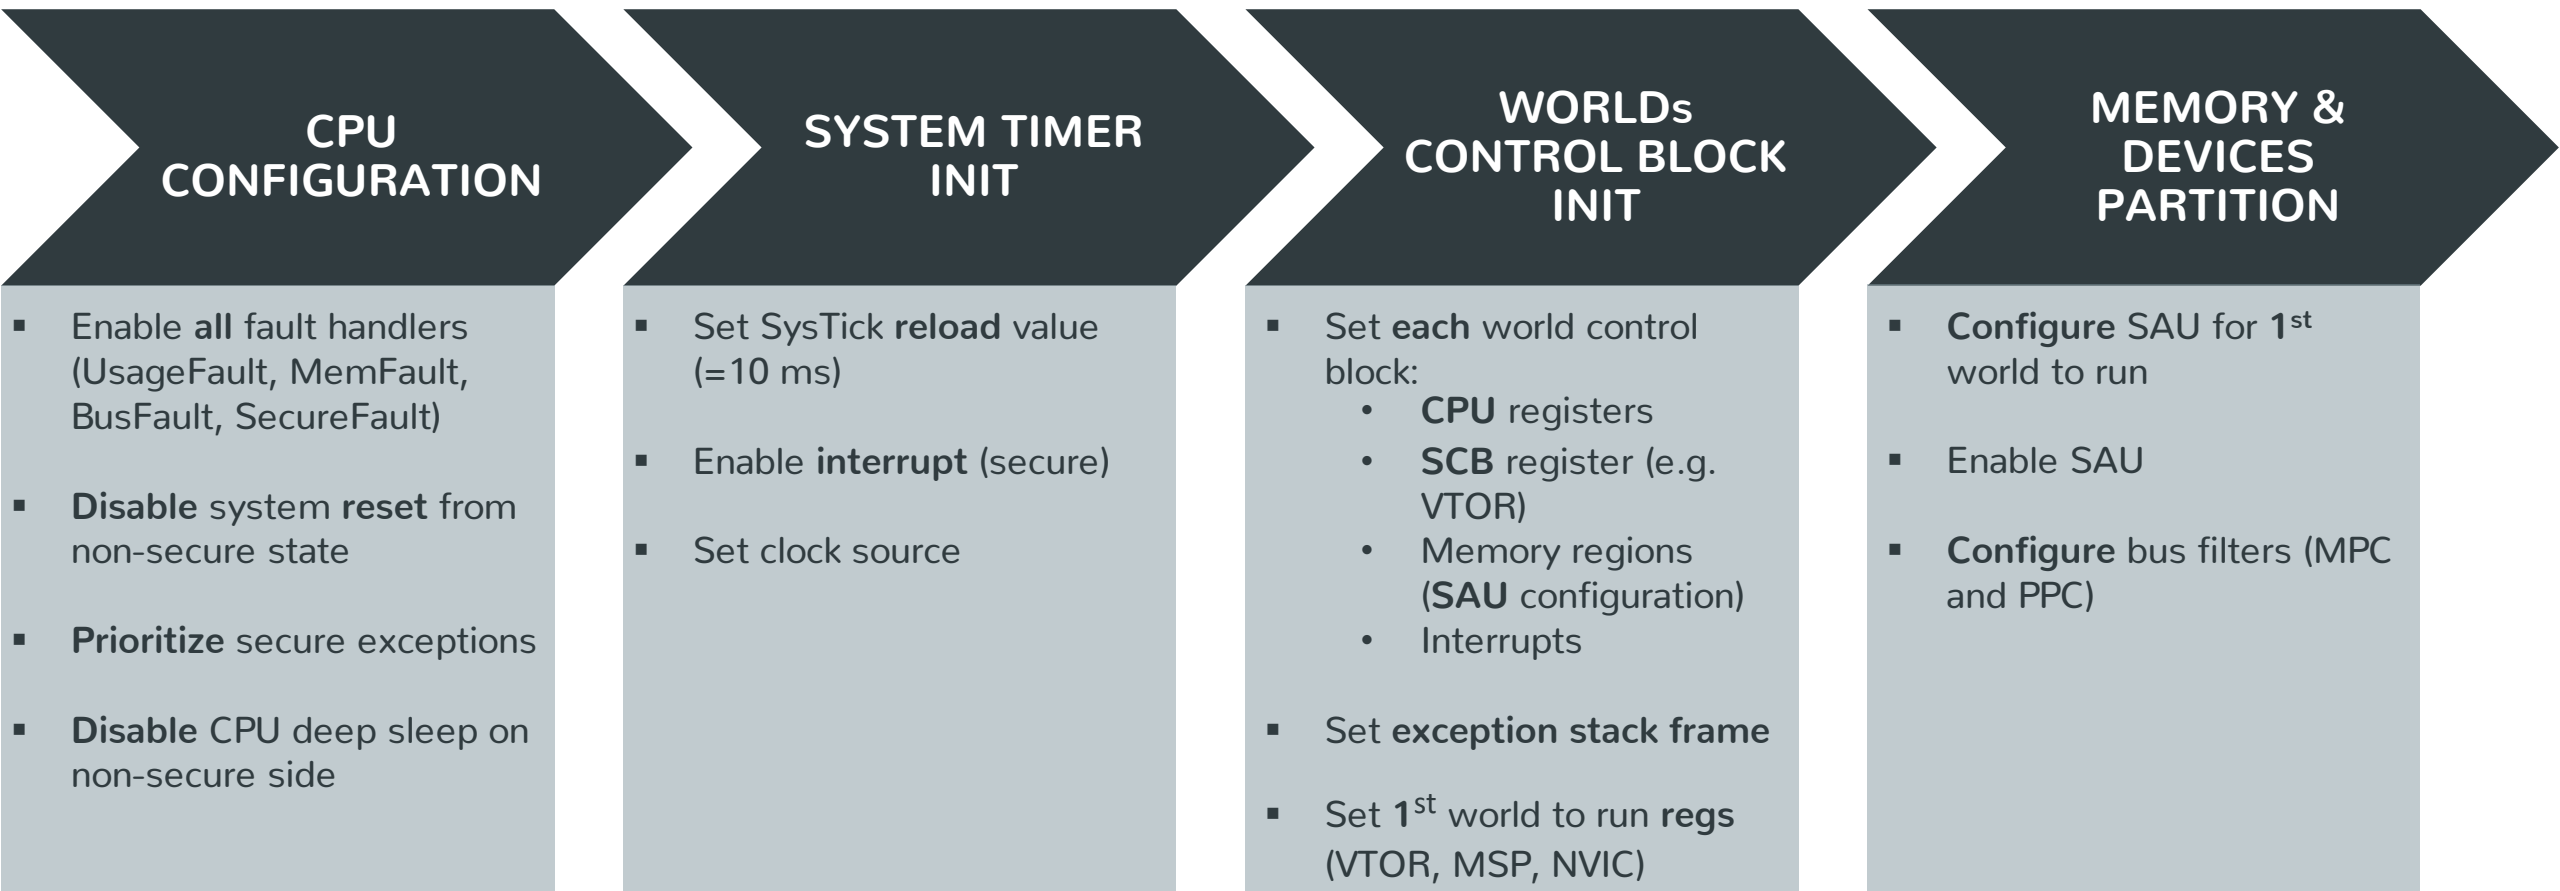 CPU
CONFIGURATION
▪ Enable all fault handlers
(UsageFault, MemFault,
BusFault, SecureFault)
▪ Disable system reset from
non-secure state
▪ Prioritize secure exceptions
▪ Disable CPU deep sleep on
non-secure side
SYSTEM TIMER
INIT
▪ Set SysTick reload value
(=10 ms)
▪ Enable interrupt (secure)
▪ Set clock source
WORLDs
CONTROL BLOCK
INIT
▪ Set each world control
block:
• CPU registers
• SCB register (e.g.
VTOR)
• Memory regions
(SAU configuration)
• Interrupts
▪ Set exception stack frame
▪ Set 1st world to run regs
(VTOR, MSP, NVIC)
MEMORY &
DEVICES
PARTITION
▪ Configure SAU for 1st
world to run
▪ Enable SAU
▪ Configure bus filters (MPC
and PPC)